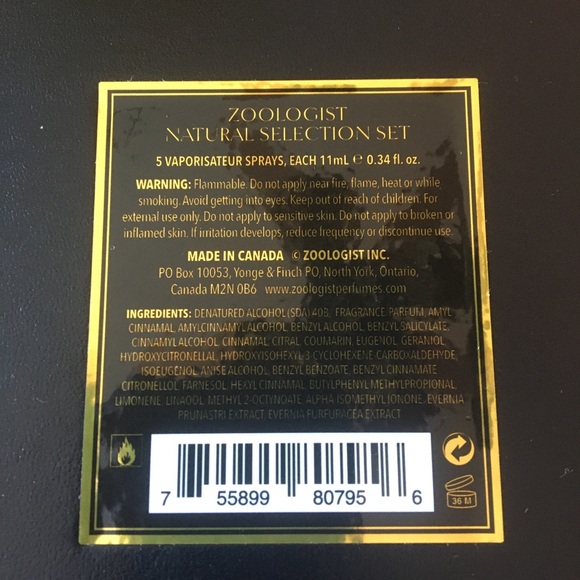 ZOOLOGIST
NATURAL SELECTION SET
5 VAPORISATEUR SPRAYS, EACH 11mL ℮ 0.34 fl. oz.
WARNING: Flammable. Do not apply near fire, flame, heat or while
smoking. Avoid getting into eyes. Keep out of reach of children. For
external use only. Do not apply to sensitive skin. Do not apply to broken or
inflamed skin. If irritation develops, reduce frequency or discontinue use.
MADE IN CANADA © ZOOLOGIST INC.
PO Box 10053, Yonge & Finch PO, North York, Ontario,
Canada M2N 0B6 www.zoologistperfumes.com
INGREDIENTS: DENATURED ALCOHOL (SDA) 40B, FRAGRANCE PARFUM, AMYL
CINNAMAL, AMYLCINNAMYL ALCOHOL, BENZYL ALCOHOL, BENZYL SALICYLATE,
CINNAMYL ALCOHOL, CINNAMAL, CITRAL, COUMARIN, EUGENOL, GERANIOL,
HYDROXYCITRONELLAL, HYDROXYISOHEXYL 3-CYCLOHEXENE CARBOXALDEHYDE,
ISOEUGENOL, ANISE ALCOHOL, BENZYL BENZOATE, BENZYL CINNAMATE
CITRONELLOL, FARNESOL, HEXYL CINNAMAL, BUTYLPHENYL METHYLPROPIONAL,
LIMONENE, LINAOOL, METHYL 2-OCTYNOATE, ALPHA ISOMETHYL IONONE, EVERNIA
PRUNASTRI EXTRACT, EVERNIA FURFURACEA EXTRACT
7 55899 80795 6
36 M